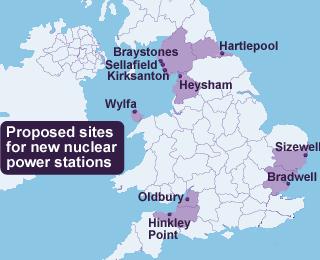 Hartlepool
Braystones
Sellafield
Kirksanton
Heysham
Wylfa
Proposed sites
for new nuclear
power stations
Sizewell
Bradwell
Oldbury
Hinkley
Point